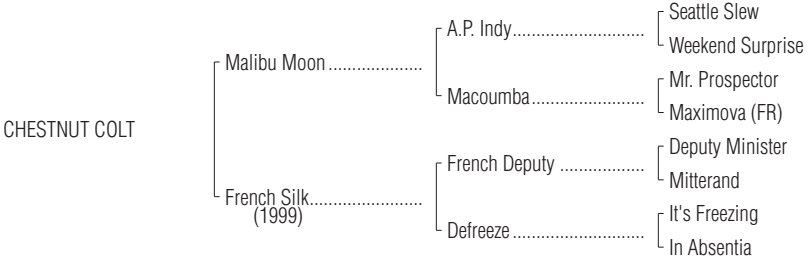 Seattle Slew
A.P. Indy
Weekend Surprise
Malibu Moon
Mr. Prospector
Macoumba
Maximova (FR)
CHESTNUT COLT
Deputy Minister
French Deputy
Mitterand
French Silk
(1999)
It's Freezing
Defreeze
In Absentia